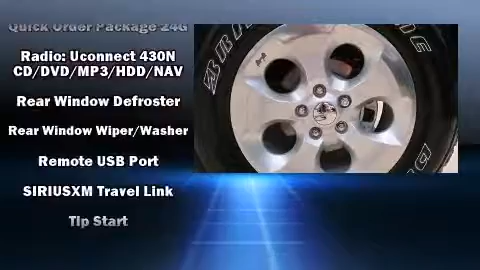 Quick Order Package 24G
Radio: Uconnect 430N
CD/DVD/MP3/HDD/NAV
Rear Window Defroster
Rear Window Wiper/Washer
Remote USB Port
SIRIUSXM Travel Link
Tip Start